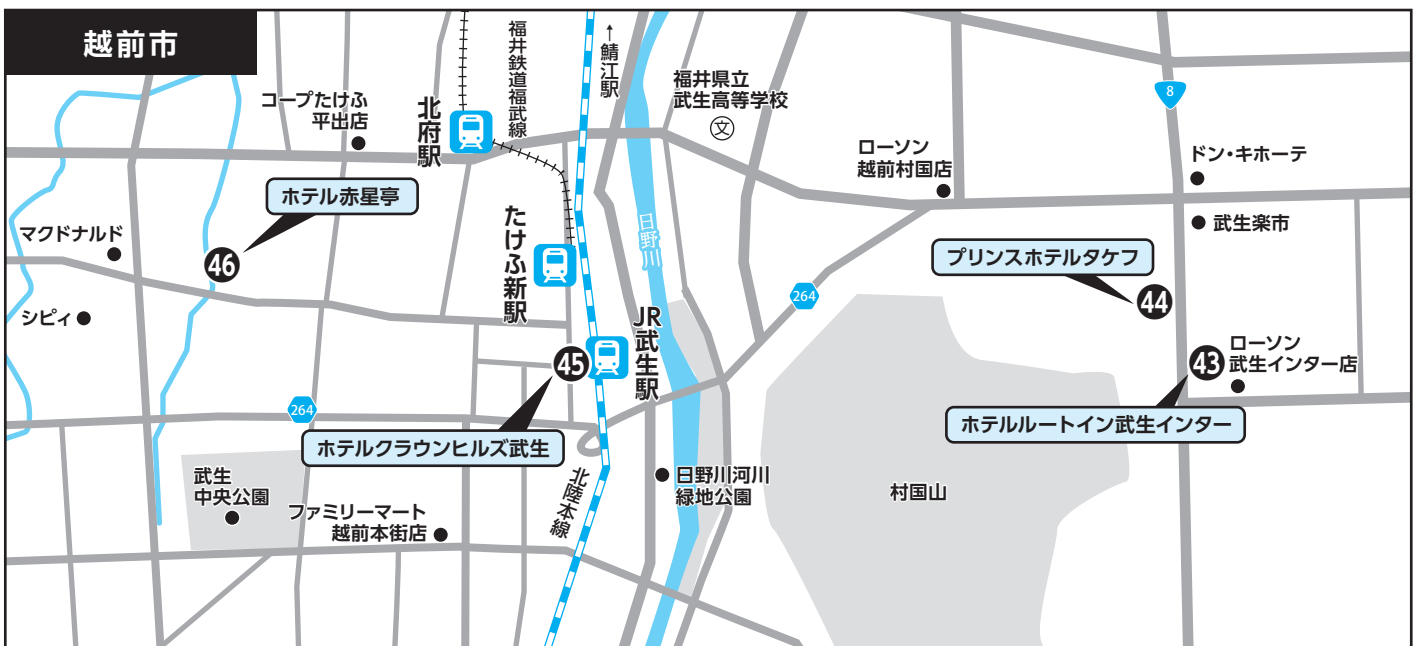 越前市
福井鉄道福武線
↑鯖江駅
コープたけふ
平出店
北府駅
福井県立
武生高等学校
文
8
ローソン
越前村国店
ドン・キホーテ
ホテル赤星亭
マクドナルド
46
たけふ新駅
日野川
武生楽市
プリンスホテルタケフ
44
264
シピィ
JR武生駅
45
43
ローソン
武生インター店
264
ホテルクラウンヒルズ武生
ホテルルートイン武生インター
武生
中央公園
北陸本線
日野川河川
緑地公園
村国山
ファミリーマート
越前本街店